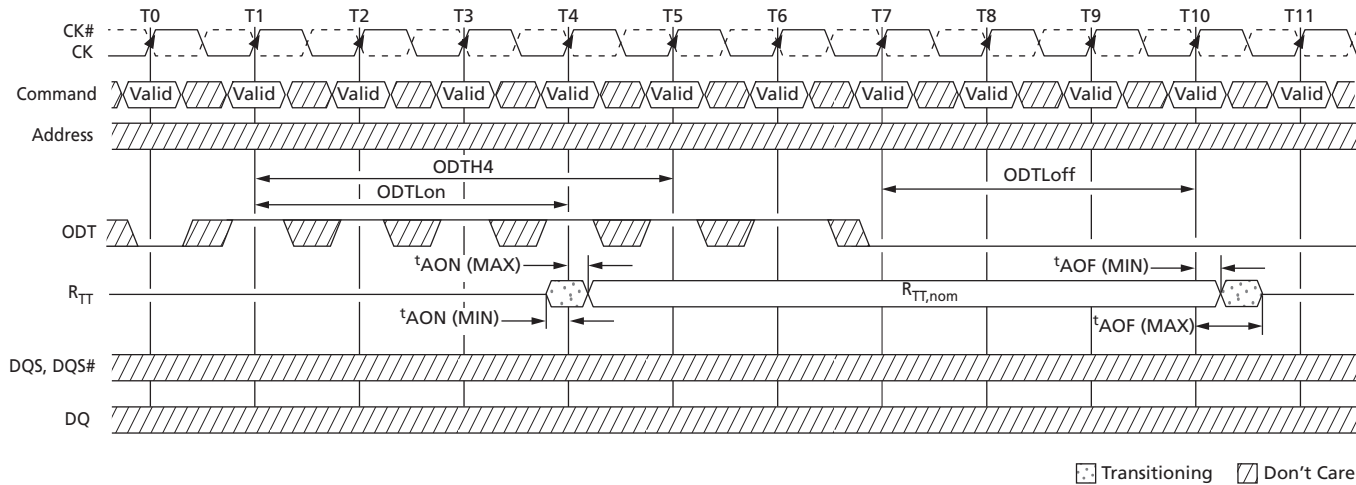 T0 T1 T2 T3 T4 T5 T6 T7 T8 T9 T10 T11
CK#
CK
Command Valid Valid Valid Valid Valid Valid Valid Valid Valid Valid Valid Valid
Address
ODTH4
ODTLon ODTLoff
ODT
tAON (MAX) tAOF (MIN)
RTT RTT,nom
tAON (MIN) tAOF (MAX)
DQS, DQS#
DQ
Transitioning Don't Care